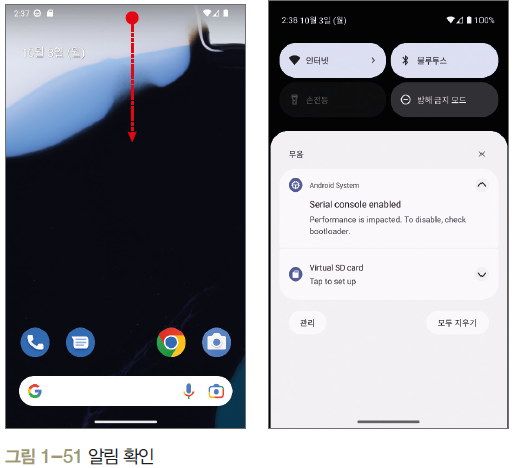 2:37
10월 3일 (월)
2:38 10월 3일 (월)
100%
인터넷
블루투스
손전등
방해 금지 모드
무음
Android System
Serial console enabled
Performance is impacted. To disable, check
bootloader.
Virtual SD card
Tap to set up
관리
모두 지우기
그림 1-51 알림 확인